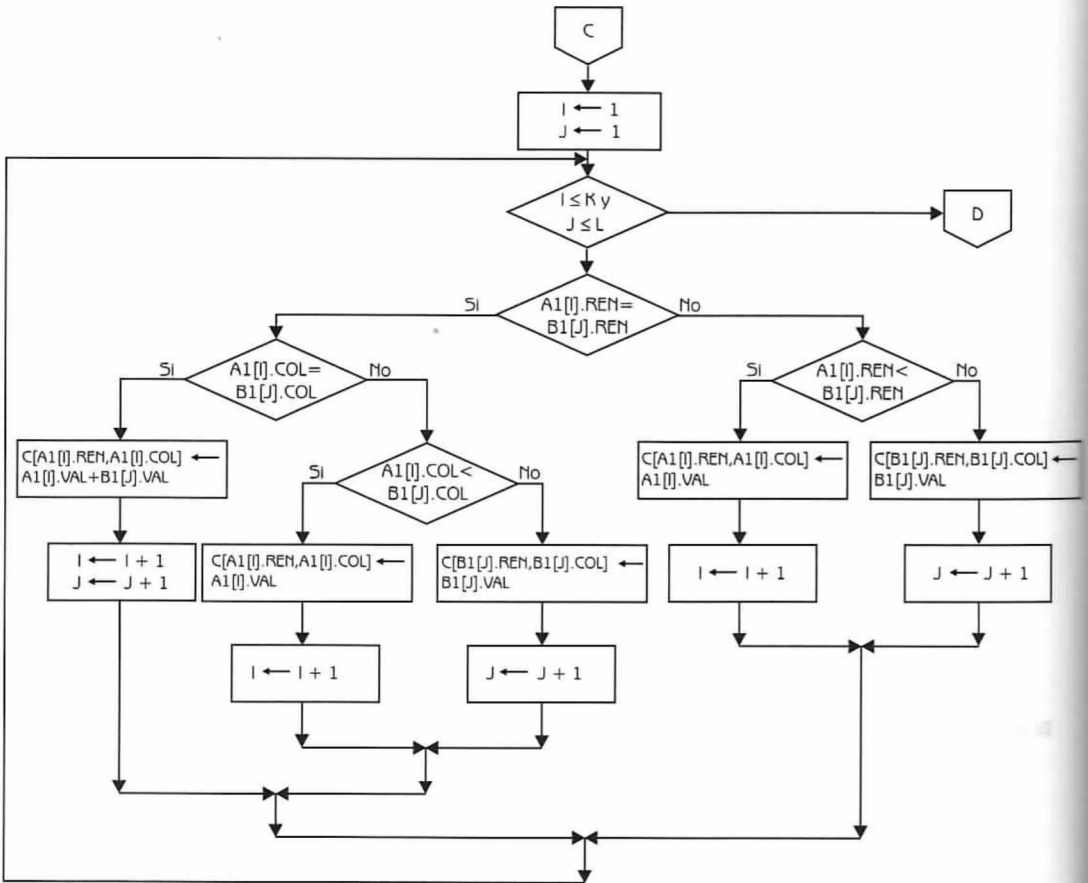 C
I ← 1
J ← 1
I ≤ K y
J ≤ L
D
Si
A1[I].REN=
B1[J].REN
No
Si
A1[I].COL=
B1[J].COL
No
Si
A1[I].REN<
B1[J].REN
No
C[A1[I].REN,A1[I].COL] ←
A1[I].VAL+B1[J].VAL
Si
A1[I].COL<
B1[J].COL
No
C[A1[I].REN,A1[I].COL] ←
A1[I].VAL
C[B1[J].REN,B1[J].COL] ←
B1[J].VAL
I ← I + 1
J ← J + 1
C[A1[I].REN,A1[I].COL] ←
A1[I].VAL
C[B1[J].REN,B1[J].COL] ←
B1[J].VAL
I ← I + 1
J ← J + 1
I ← I + 1
J ← J + 1